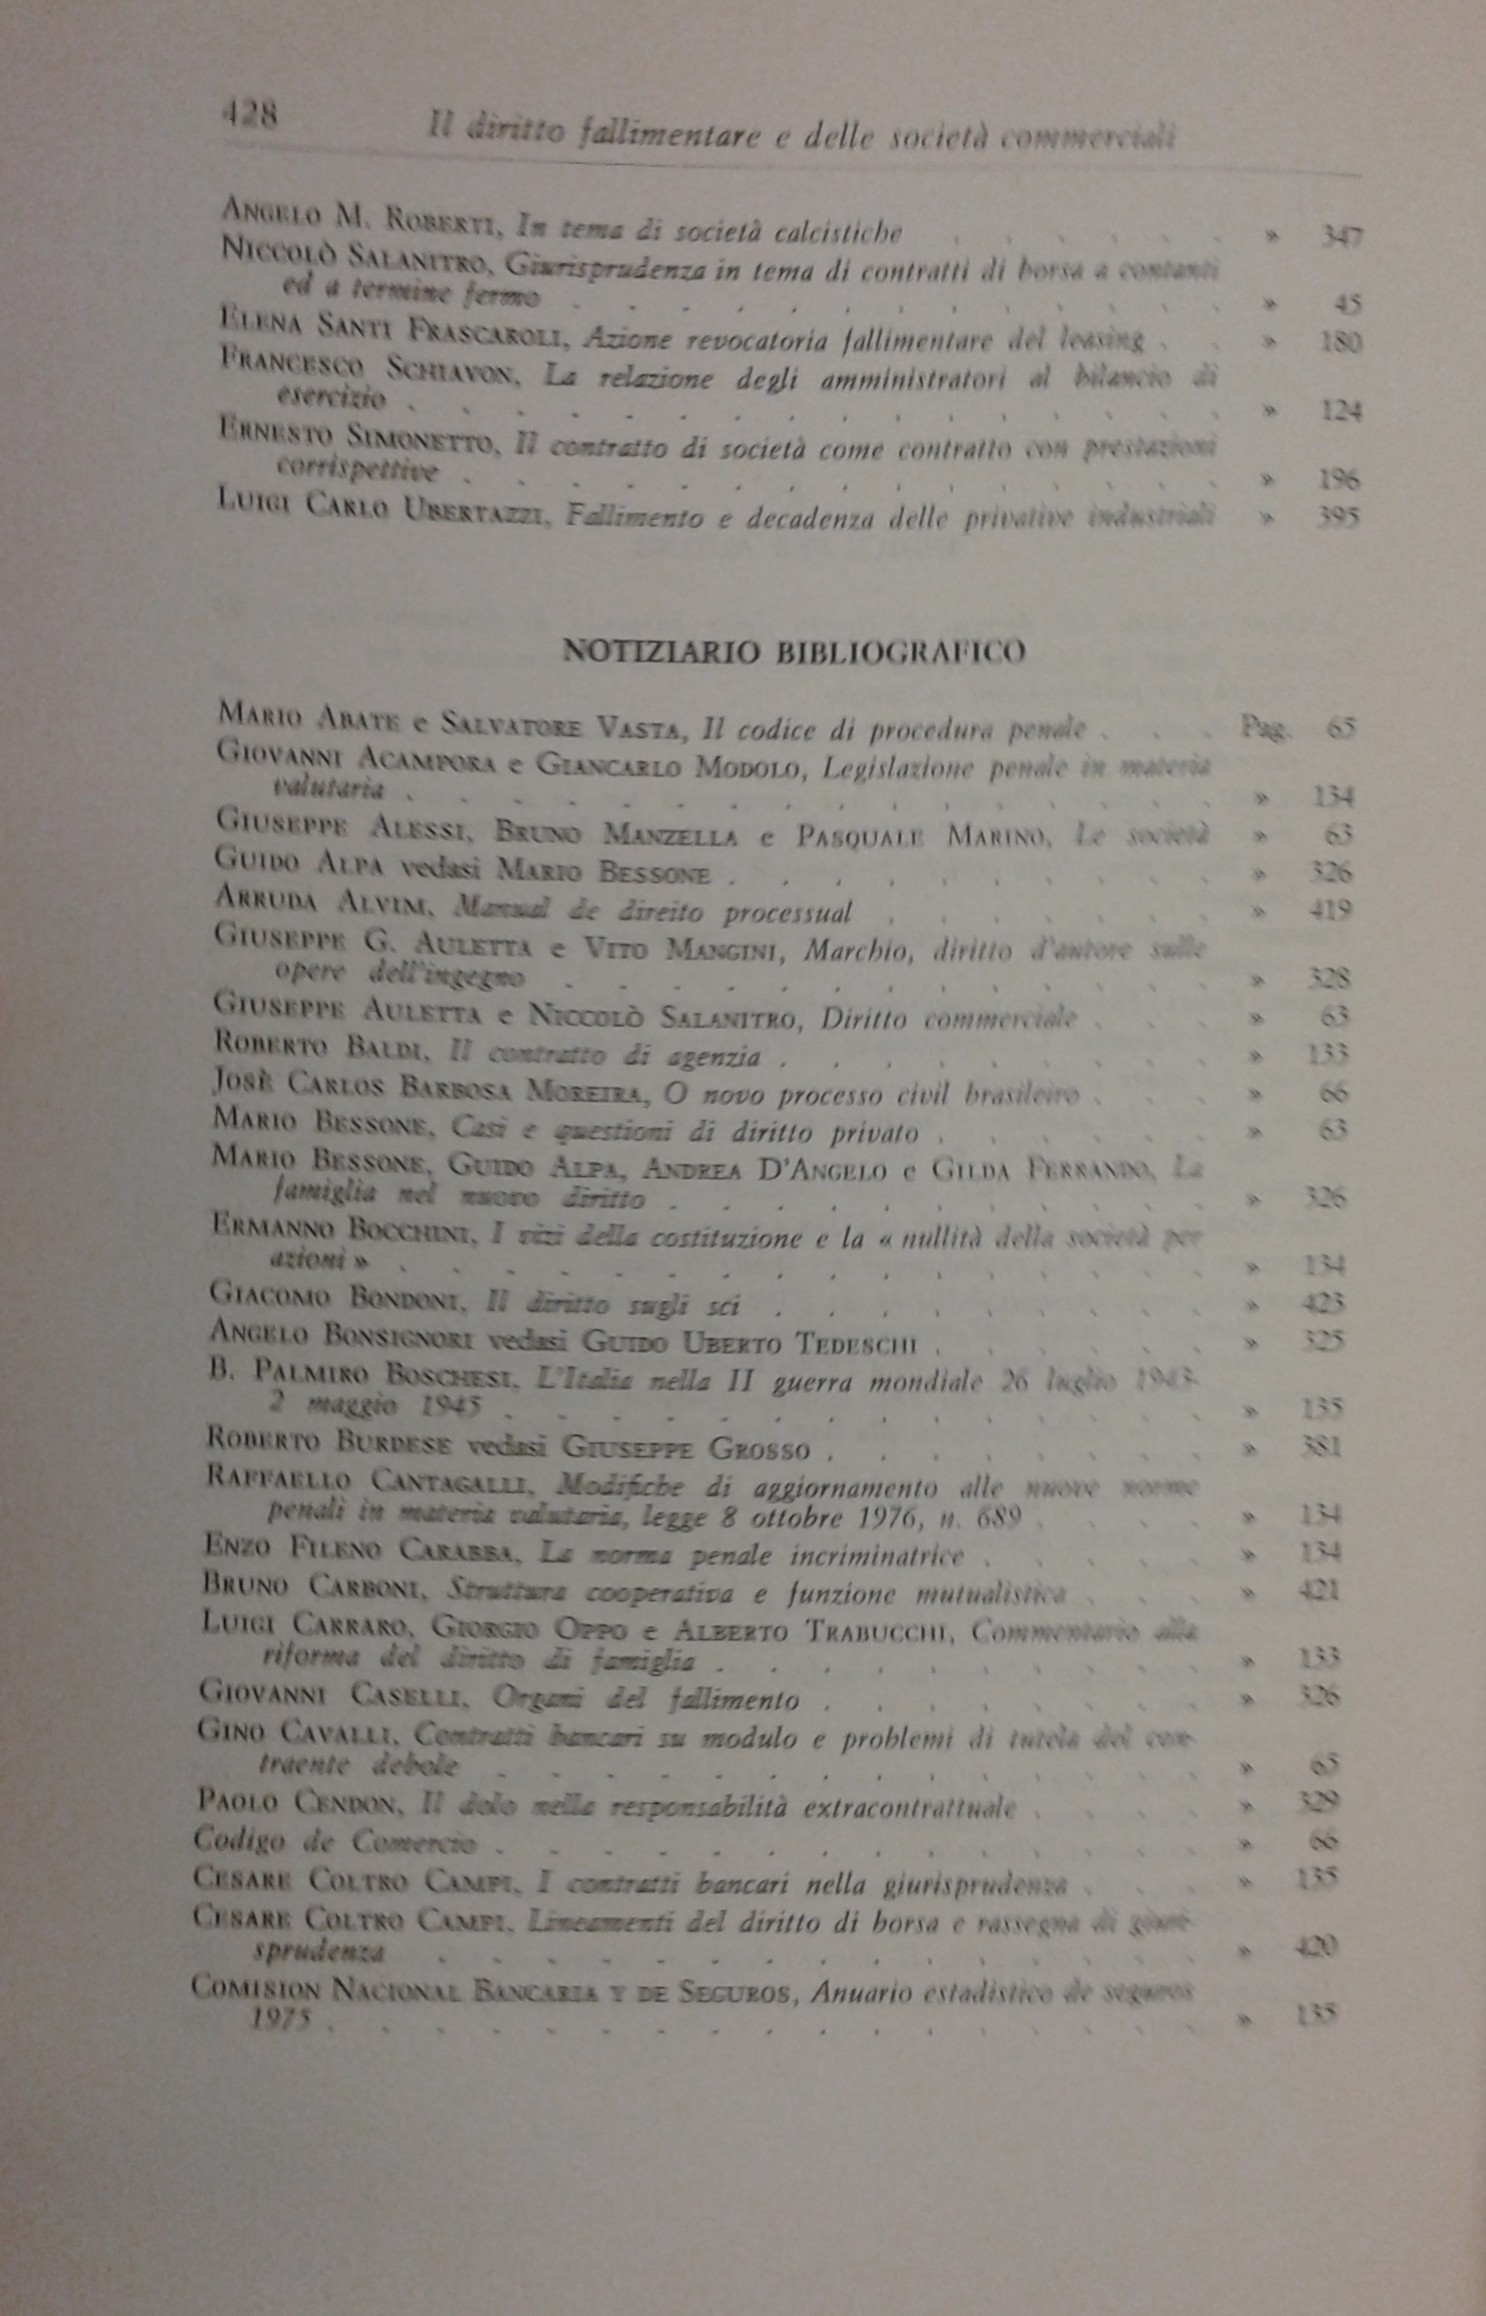 428 Il diritto fallimentare e delle società commerciali
ANGELO M. ROBERTI, In tema di società calcistiche . . . . . . » 347
NICCOLÒ SALANITRO, Giurisprudenza in tema di contratti di borsa a contanti
ed a termine fermo . . . . . . . . . . . . » 45
ELENA SANTI FRASCAROLI, Azione revocatoria fallimentare del leasing . . » 180
FRANCESCO SCHIAVON, La relazione degli amministratori al bilancio di
esercizio . . . . . . . . . . . . . . . » 124
ERNESTO SIMONETTO, Il contratto di società come contratto con prestazioni
corrispettive . . . . . . . . . . . . . . » 196
LUIGI CARLO UBERTAZZI, Fallimento e decadenza delle privative industriali » 395
NOTIZIARIO BIBLIOGRAFICO
MARIO ABATE e SALVATORE VASTA, Il codice di procedura penale . . . Pag. 65
GIOVANNI ACAMPORA e GIANCARLO MODOLO, Legislazione penale in materia
valutaria . . . . . . . . . . . . . . . » 134
GIUSEPPE ALESSI, BRUNO MANZELLA e PASQUALE MARINO, Le società » 63
GUIDO ALPA vedasi MARIO BESSONE . . . . . . . . . » 326
ARRUDA ALVIM, Manual de direito processual . . . . . . . » 419
GIUSEPPE G. AULETTA e VITO MANGINI, Marchio, diritto d'autore sulle
opere dell'ingegno . . . . . . . . . . . . » 328
GIUSEPPE AULETTA e NICCOLÒ SALANITRO, Diritto commerciale . . . » 63
ROBERTO BALDI, Il contratto di agenzia . . . . . . . . . » 133
JOSÈ CARLOS BARBOSA MOREIRA, O novo processo civil brasileiro . . . » 66
MARIO BESSONE, Casi e questioni di diritto privato . . . . . . » 63
MARIO BESSONE, GUIDO ALPA, ANDREA D'ANGELO e GILDA FERRANDO, La
famiglia nel nuovo diritto . . . . . . . . . . . » 326
ERMANNO BOCCHINI, I vizi della costituzione e la « nullità della società per
azioni » . . . . . . . . . . . . . . . » 134
GIACOMO BONDONI, Il diritto sugli sci . . . . . . . . . » 423
ANGELO BONSIGNORI vedasi GUIDO UBERTO TEDESCHI . . . . . . » 325
B. PALMIRO BOSCHESI, L'Italia nella II guerra mondiale 26 luglio 1943-
2 maggio 1945 . . . . . . . . . . . . . . » 135
ROBERTO BURDESE vedasi GIUSEPPE GROSSO . . . . . . . . » 381
RAFFAELLO CANTAGALLI, Modifiche di aggiornamento alle nuove norme
penali in materia valutaria, legge 8 ottobre 1976, n. 689 . . . . » 134
ENZO FILENO CARABBA, La norma penale incriminatrice . . . . . » 134
BRUNO CARBONI, Struttura cooperativa e funzione mutualistica . . . » 421
LUIGI CARRARO, GIORGIO OPPO e ALBERTO TRABUCCHI, Commentario alla
riforma del diritto di famiglia . . . . . . . . . . » 133
GIOVANNI CASELLI, Organi del fallimento . . . . . . . . » 326
GINO CAVALLI, Contratti bancari su modulo e problemi di tutela del con-
traente debole . . . . . . . . . . . . . . » 65
PAOLO CENDON, Il dolo nella responsabilità extracontrattuale . . . . » 329
Codigo de Comercio . . . . . . . . . . . . . . » 66
CESARE COLTRO CAMPI, I contratti bancari nella giurisprudenza . . . » 135
CESARE COLTRO CAMPI, Lineamenti del diritto di borsa e rassegna di giuri-
sprudenza . . . . . . . . . . . . . . . » 420
COMISION NACIONAL BANCARIA Y DE SEGUROS, Anuario estadistico de seguros
1975 . . . . . . . . . . . . . . . . . » 135